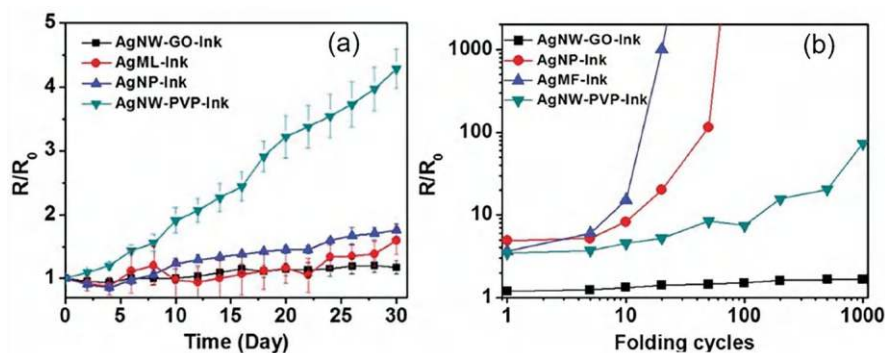 5
4
3
2
1
R/R0
(a)
AgNW-GO-Ink
AgML-Ink
AgNP-Ink
AgNW-PVP-Ink
0 5 10 15 20 25 30
Time (Day)
1000
100
10
1
R/R0
(b)
AgNW-GO-Ink
AgNP-Ink
AgMF-Ink
AgNW-PVP-Ink
1 10 100 1000
Folding cycles